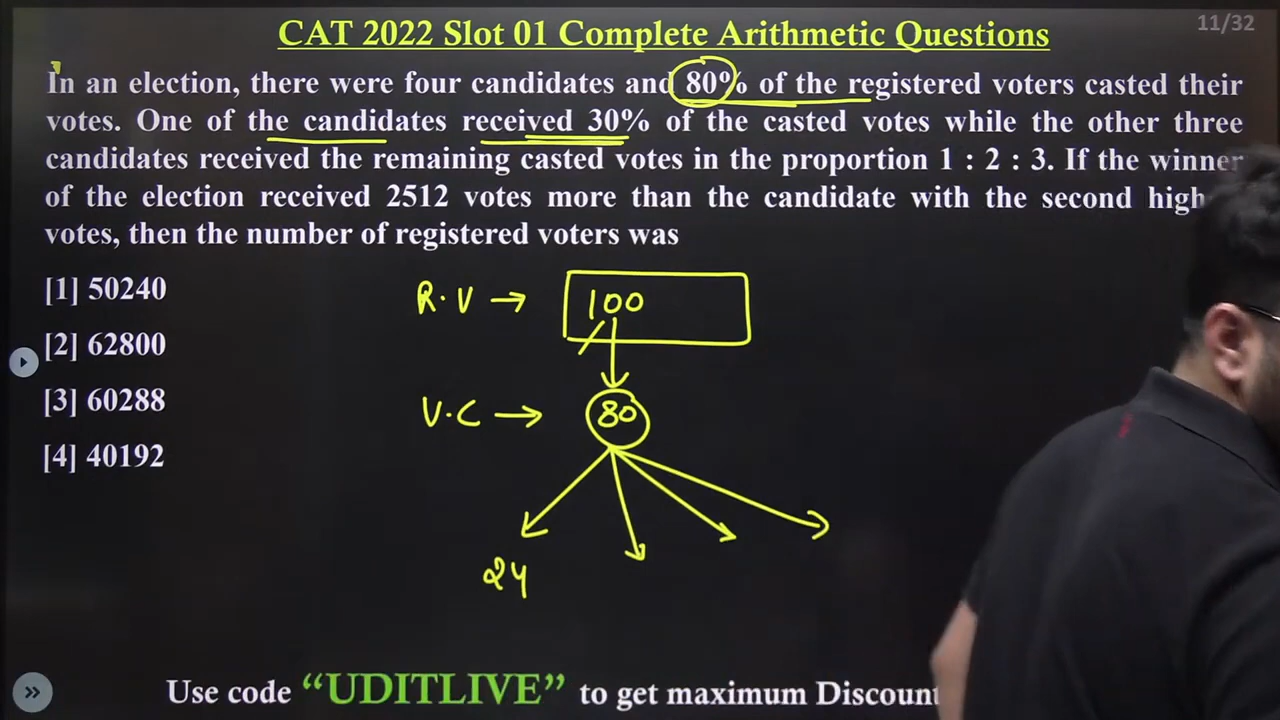 CAT 2022 Slot 01 Complete Arithmetic Questions
11/32
In an election, there were four candidates and 80% of the registered voters casted their
votes. One of the candidates received 30% of the casted votes while the other three
candidates received the remaining casted votes in the proportion 1 : 2 : 3. If the winner
of the election received 2512 votes more than the candidate with the second high
votes, then the number of registered voters was
[1] 50240
[2] 62800
[3] 60288
[4] 40192
R.V → 100
V.C → 80
24
Use code “UDITLIVE” to get maximum Discount